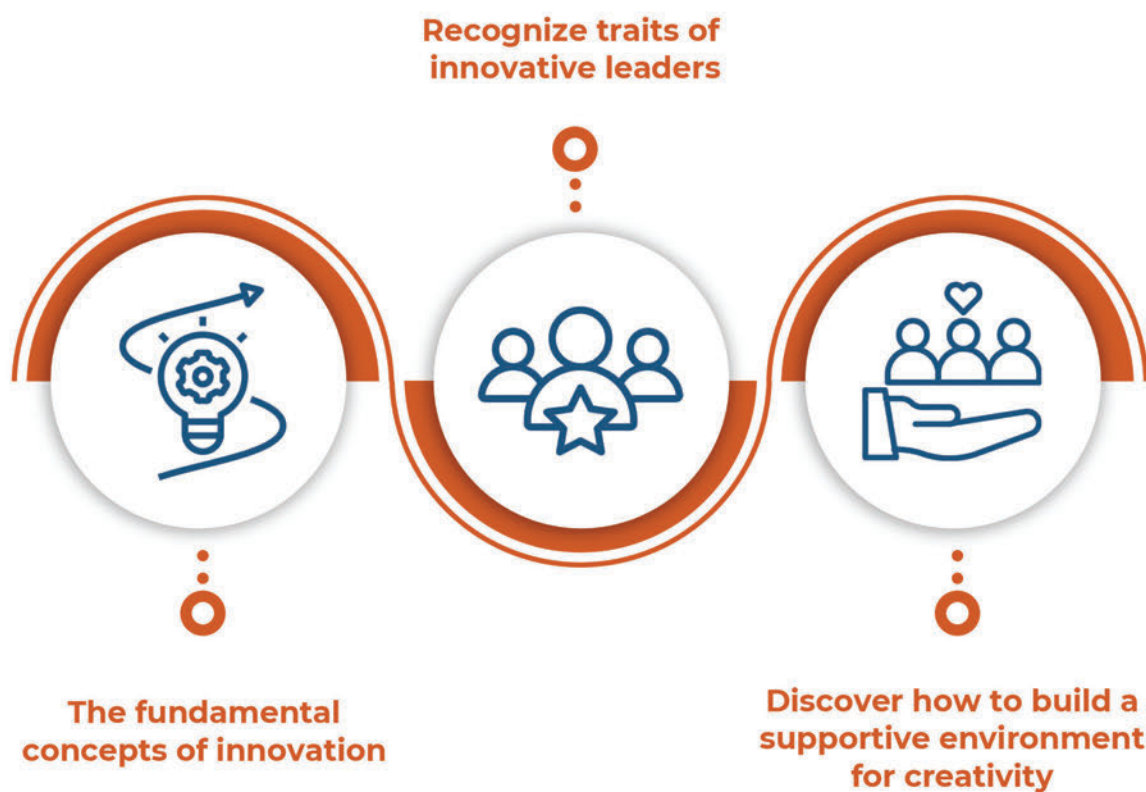 Recognize traits of
innovative leaders
The fundamental
concepts of innovation
Discover how to build a
supportive environment
for creativity